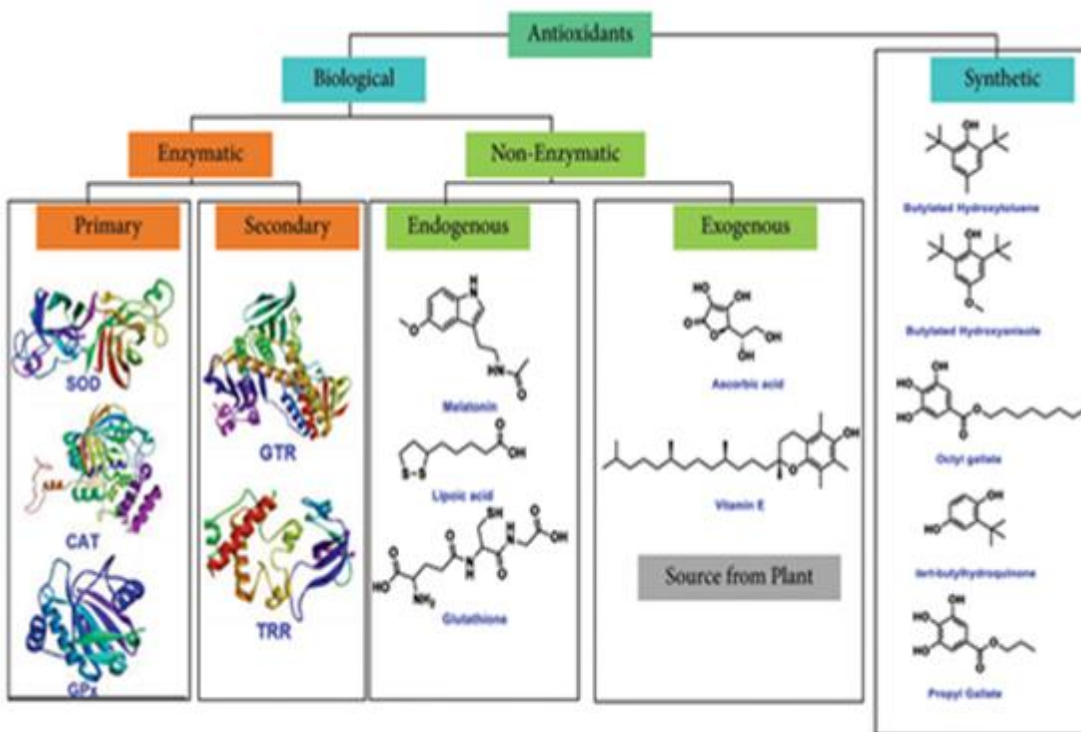 Antioxidants
Biological
Synthetic
Enzymatic
Non-Enzymatic
Primary
Secondary
Endogenous
Exogenous
SOD
CAT
GPx
GTR
TRR
Melatonin
Lipoic acid
Glutathione
Ascorbic acid
Vitamin E
Source from Plant
Butylated Hydroxytoluene
Butylated Hydroxyanisole
Octyl gallate
tert-butylhydroquinone
Propyl Gallate